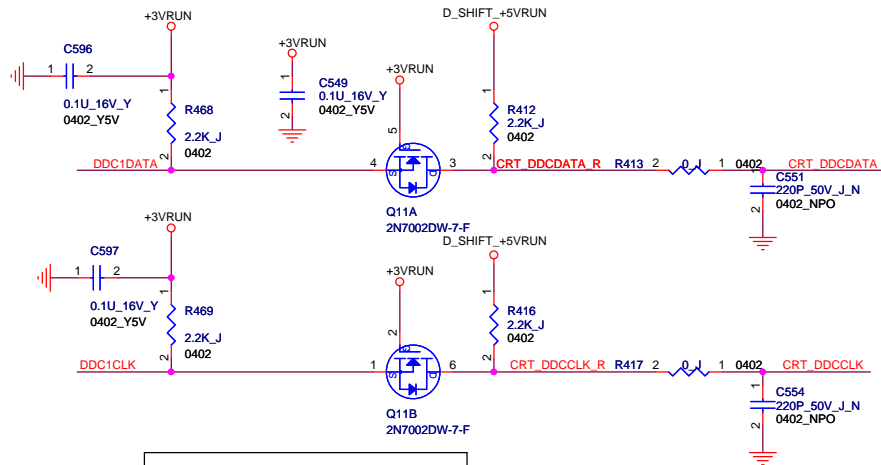 +3VRUN
D_SHIFT_+5VRUN
C596
1 2
0.1U_16V_Y
0402_Y5V
1
R468
2.2K_J
0402
2
+3VRUN
1
C549
0.1U_16V_Y
0402_Y5V
2
+3VRUN
5
G
1
R412
2.2K_J
0402
2
DDC1DATA
4
S
D
3
CRT_DDCDATA_R
R413
2
0_J
1
0402
CRT_DDCDATA
Q11A
2N7002DW-7-F
1
C551
220P_50V_J_N
0402_NPO
2
+3VRUN
D_SHIFT_+5VRUN
C597
1 2
0.1U_16V_Y
0402_Y5V
1
R469
2.2K_J
0402
2
+3VRUN
2
G
1
R416
2.2K_J
0402
2
DDC1CLK
1
S
D
6
CRT_DDCCLK_R
R417
2
0_J
1
0402
CRT_DDCCLK
Q11B
2N7002DW-7-F
1
C554
220P_50V_J_N
0402_NPO
2